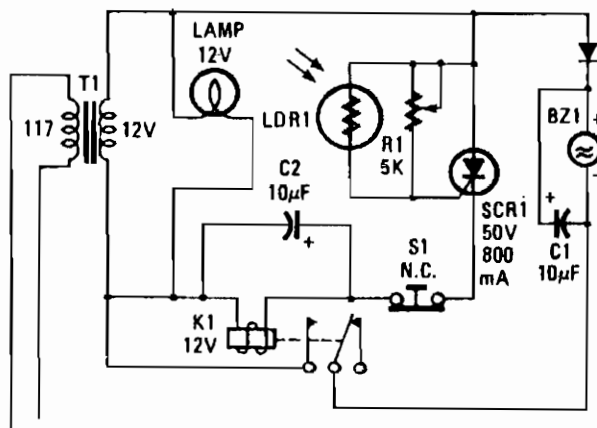 LAMP
12V
T1
117
12V
LDR1
R1
5K
BZ1
+
-
C2
10µF
+
SCR1
50V
800
mA
S1
N.C.
+
C1
10µF
K1
12V